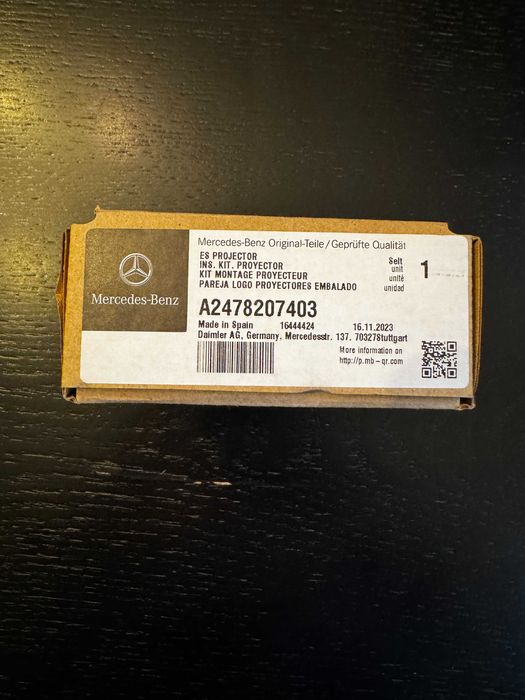 Mercedes-Benz Original-Teile/Geprüfte Qualität
ES PROJECTOR
INS. KIT. PROYECTOR
KIT MONTAGE PROYECTEUR
PAREJA LOGO PROYECTORES EMBALADO
Selt
unit
unité
unidad
1
Mercedes-Benz
A2478207403
Made in Spain 16444424 16.11.2023
Daimler AG, Germany, Mercedesstr. 137, 70327Stuttgart
More information on
http://p.mb-qr.com